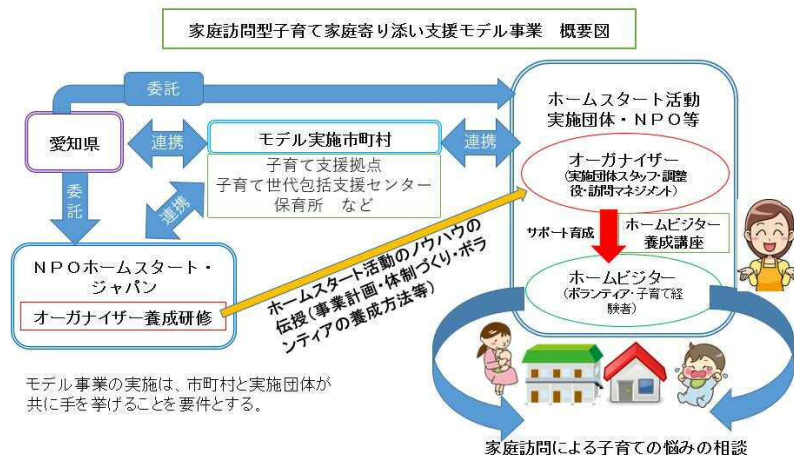 家庭訪問型子育て家庭寄り添い支援モデル事業　概要図
委託
愛知県
連携
モデル実施市町村
連携
子育て支援拠点
子育て世代包括支援センター
保育所　など
委託
連携
NPOホームスタート・
ジャパン
オーガナイザー養成研修
ホームスタート活動のノウハウの
伝授(事業計画・体制づくり・ボラ
ンティアの養成方法等)
ホームスタート活動
実施団体・NPO等
オーガナイザー
(実施団体スタッフ・調整
役・訪問マネジメント)
サポート育成
ホームビジター
養成講座
ホームビジター
(ボランティア・子育て経
験者)
モデル事業の実施は、市町村と実施団体が
共に手を挙げることを要件とする。
家庭訪問による子育ての悩みの相談